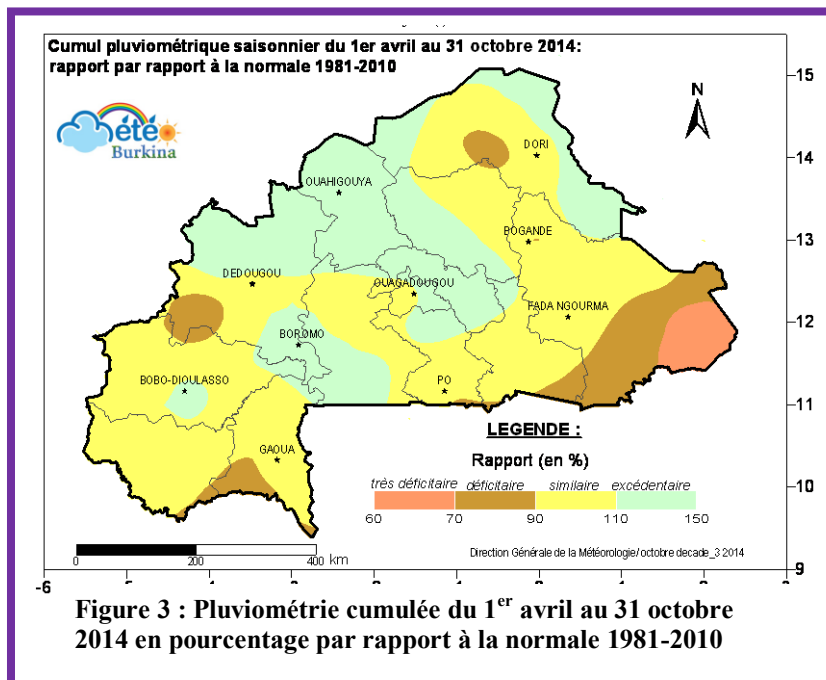 Cumul pluviométrique saisonnier du 1er avril au 31 octobre 2014:
rapport par rapport à la normale 1981-2010
été
Burkina
N
15
14
13
12
11
10
9
DORI
OUAHIGOUYA
BOGANDE
DEDOUGOU
OUAGADOUGOU
FADA NGOURMA
BOROMO
BOBO-DIOULASSO
PO
GAOUA
LEGENDE :
Rapport (en %)
très déficitaire déficitaire similaire excédentaire
60 70 90 110 150
0 200 400 km
Direction Générale de la Météorologie/octobre decade_3 2014
-6
Figure 3 : Pluviométrie cumulée du 1er avril au 31 octobre
2014 en pourcentage par rapport à la normale 1981-2010